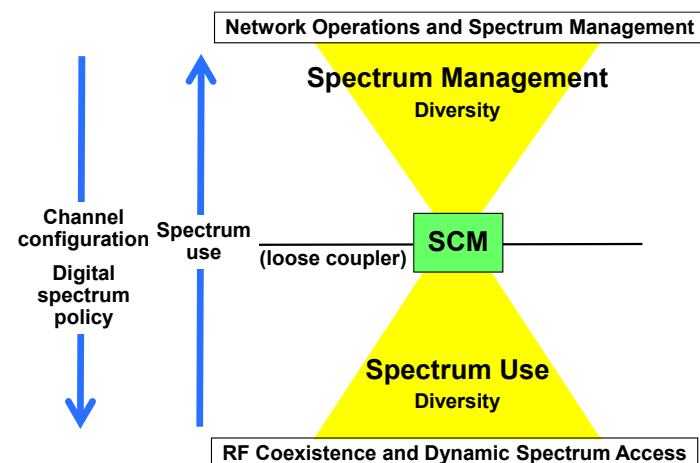 Network Operations and Spectrum Management
Spectrum Management
Diversity
Channel
configuration
Digital
spectrum
policy
Spectrum
use
(loose coupler)
SCM
Spectrum Use
Diversity
RF Coexistence and Dynamic Spectrum Access